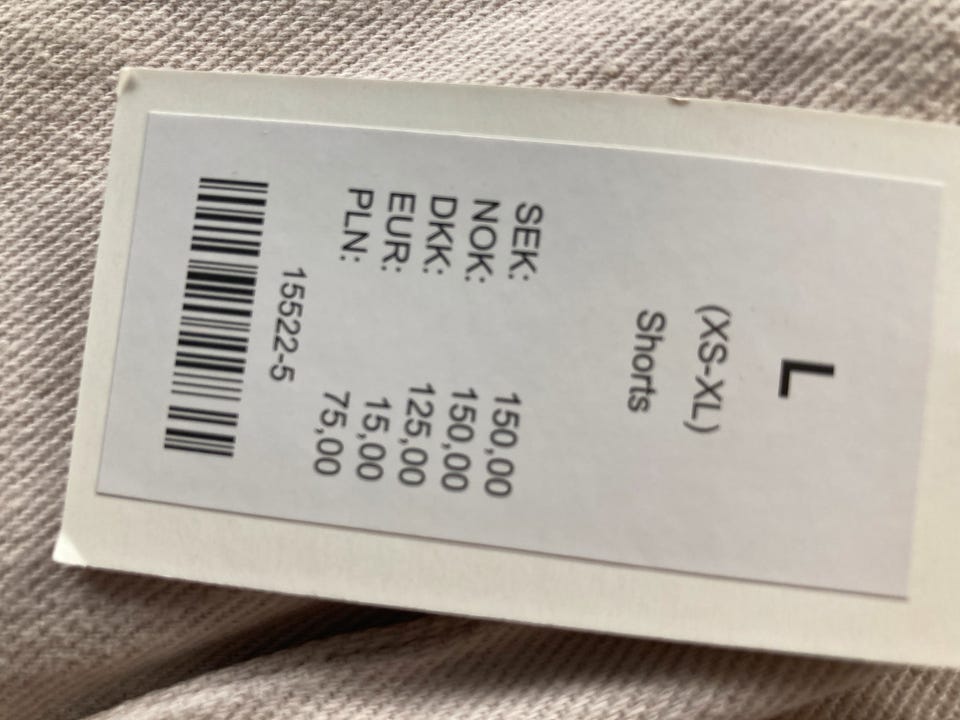 L
(XS-XL)
Shorts
SEK: 150,00
NOK: 150,00
DKK: 125,00
EUR: 15,00
PLN: 75,00
15522-5